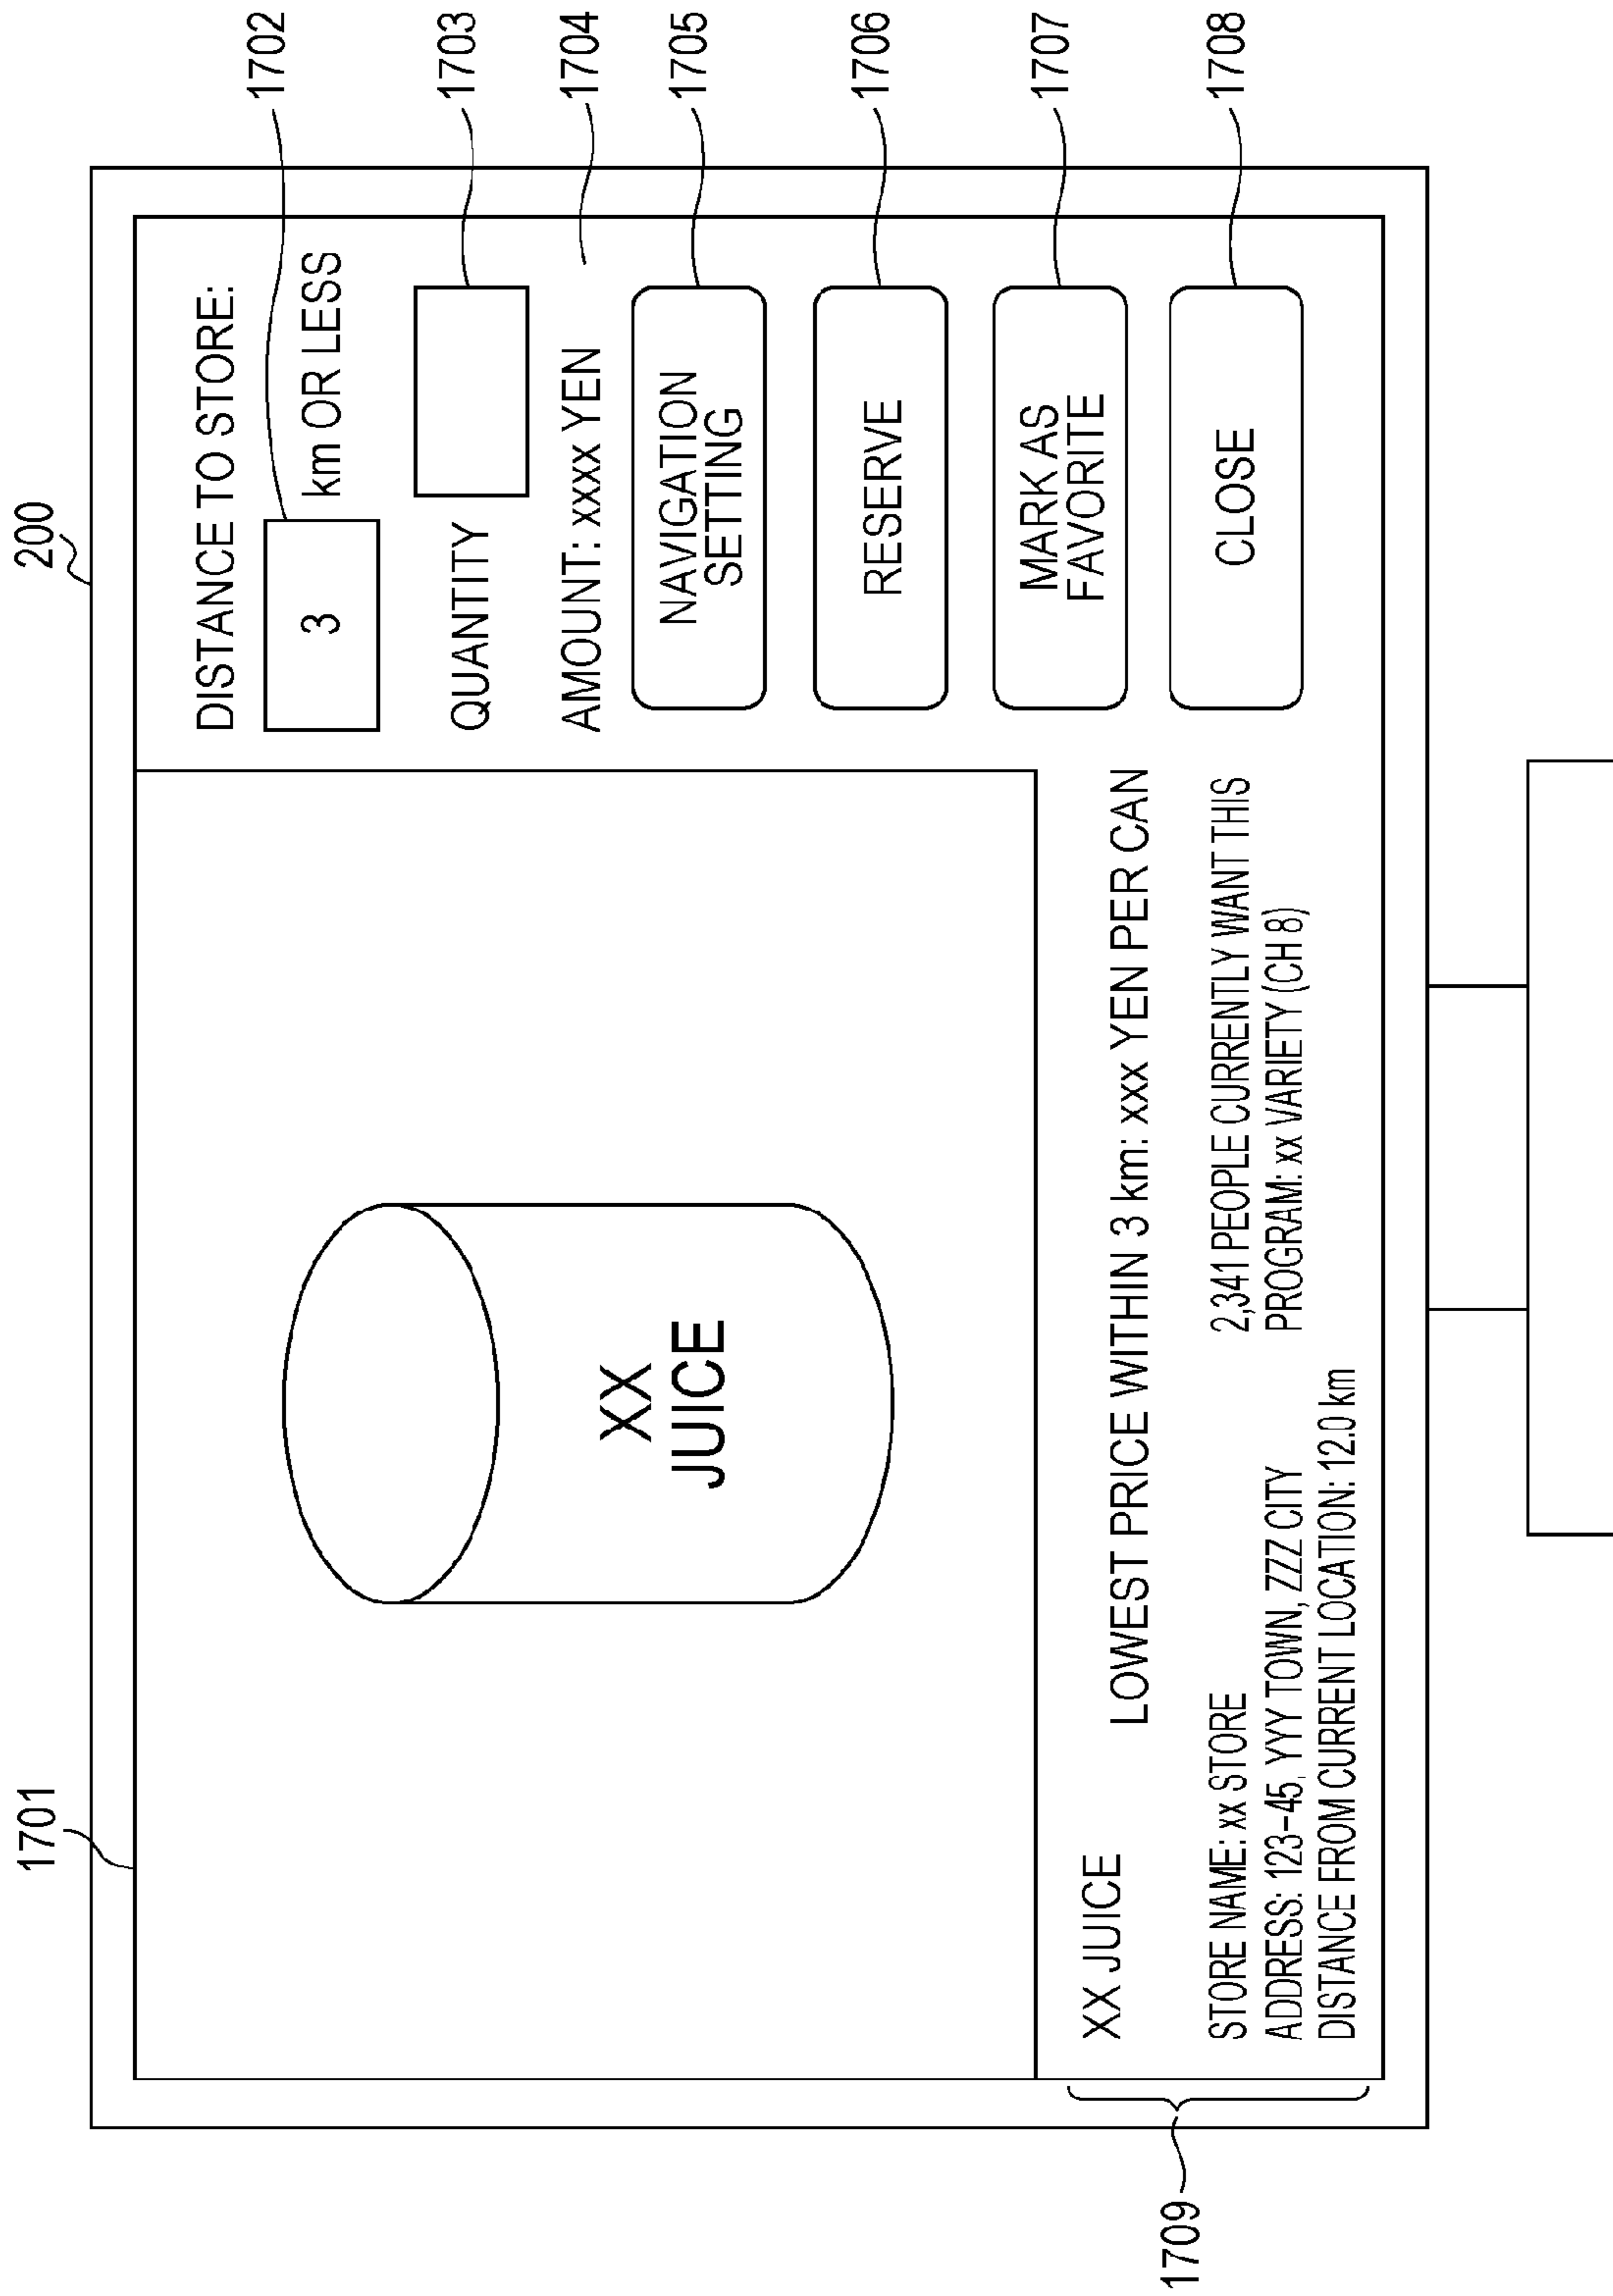 200
1701
DISTANCE TO STORE:
1702
3 km OR LESS
QUANTITY
1703
AMOUNT: xxxx YEN
1704
NAVIGATION
SETTING
1705
RESERVE
1706
MARK AS
FAVORITE
1707
CLOSE
1708
XX
JUICE
XX JUICE
LOWEST PRICE WITHIN 3 km: xxx YEN PER CAN
STORE NAME: xx STORE
ADDRESS: 123-45, YYY TOWN, ZZZ CITY
DISTANCE FROM CURRENT LOCATION: 12.0 km
2,341 PEOPLE CURRENTLY WANT THIS
PROGRAM: xx VARIETY (CH 8)
1709